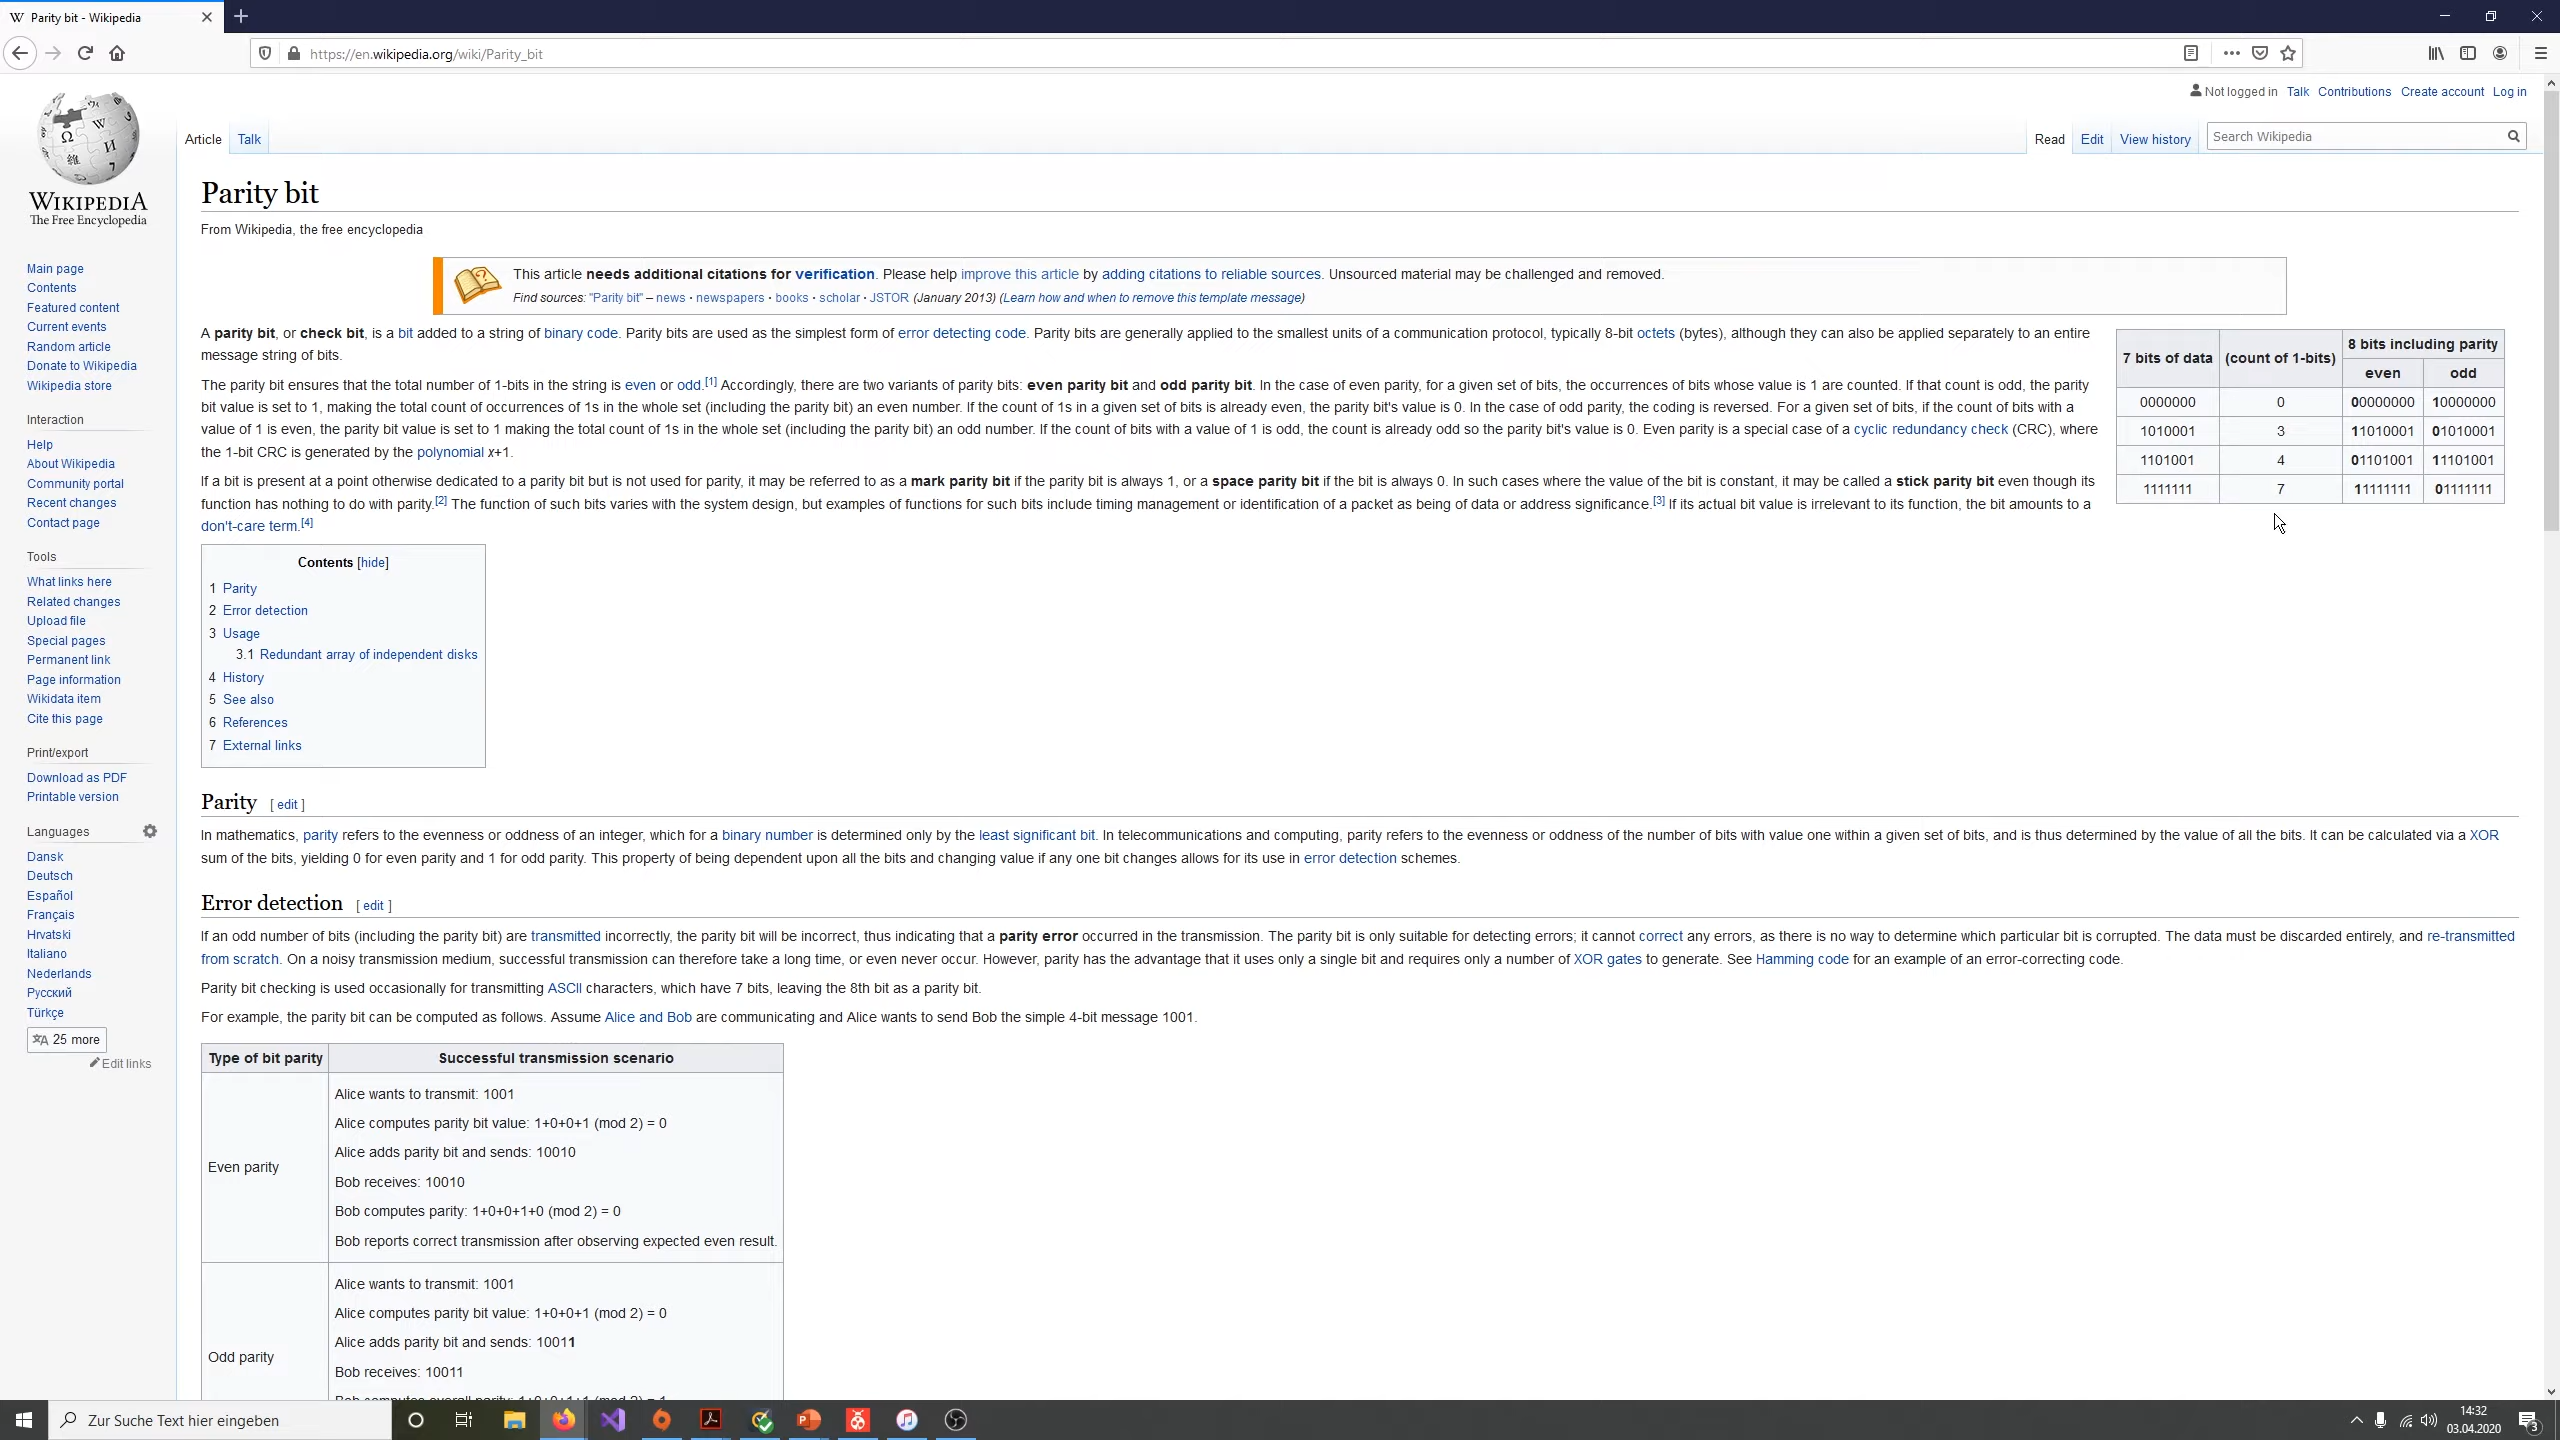 Parity bit - Wikipedia
https://en.wikipedia.org/wiki/Parity_bit
Not logged in Talk Contributions Create account Log in
Article Talk
Read Edit View history Search Wikipedia
WIKIPEDIA
The Free Encyclopedia
Main page
Contents
Featured content
Current events
Random article
Donate to Wikipedia
Wikipedia store
Interaction
Help
About Wikipedia
Community portal
Recent changes
Contact page
Tools
What links here
Related changes
Upload file
Special pages
Permanent link
Page information
Wikidata item
Cite this page
Print/export
Download as PDF
Printable version
Languages
Dansk
Deutsch
Español
Français
Hrvatski
Italiano
Nederlands
Русский
Türkçe
25 more
Edit links
Parity bit
From Wikipedia, the free encyclopedia
This article needs additional citations for verification. Please help improve this article by adding citations to reliable sources. Unsourced material may be challenged and removed.
Find sources: "Parity bit" – news · newspapers · books · scholar · JSTOR (January 2013) (Learn how and when to remove this template message)
A parity bit, or check bit, is a bit added to a string of binary code. Parity bits are used as the simplest form of error detecting code. Parity bits are generally applied to the smallest units of a communication protocol, typically 8-bit octets (bytes), although they can also be applied separately to an entire
message string of bits.
The parity bit ensures that the total number of 1-bits in the string is even or odd.[1] Accordingly, there are two variants of parity bits: even parity bit and odd parity bit. In the case of even parity, for a given set of bits, the occurrences of bits whose value is 1 are counted. If that count is odd, the parity
bit value is set to 1, making the total count of occurrences of 1s in the whole set (including the parity bit) an even number. If the count of 1s in a given set of bits is already even, the parity bit's value is 0. In the case of odd parity, the coding is reversed. For a given set of bits, if the count of bits with a
value of 1 is even, the parity bit value is set to 1 making the total count of 1s in the whole set (including the parity bit) an odd number. If the count of bits with a value of 1 is odd, the count is already odd so the parity bit's value is 0. Even parity is a special case of a cyclic redundancy check (CRC), where
the 1-bit CRC is generated by the polynomial x+1.
If a bit is present at a point otherwise dedicated to a parity bit but is not used for parity, it may be referred to as a mark parity bit if the parity bit is always 1, or a space parity bit if the bit is always 0. In such cases where the value of the bit is constant, it may be called a stick parity bit even though its
function has nothing to do with parity.[2] The function of such bits varies with the system design, but examples of functions for such bits include timing management or identification of a packet as being of data or address significance.[3] If its actual bit value is irrelevant to its function, the bit amounts to a
don't-care term.[4]
7 bits of data (count of 1-bits) 8 bits including parity
even odd
0000000 0 00000000 10000000
1010001 3 11010001 01010001
1101001 4 01101001 11101001
1111111 7 11111111 01111111
Contents [hide]
1 Parity
2 Error detection
3 Usage
3.1 Redundant array of independent disks
4 History
5 See also
6 References
7 External links
Parity [ edit ]
In mathematics, parity refers to the evenness or oddness of an integer, which for a binary number is determined only by the least significant bit. In telecommunications and computing, parity refers to the evenness or oddness of the number of bits with value one within a given set of bits, and is thus determined by the value of all the bits. It can be calculated via a XOR
sum of the bits, yielding 0 for even parity and 1 for odd parity. This property of being dependent upon all the bits and changing value if any one bit changes allows for its use in error detection schemes.
Error detection [ edit ]
If an odd number of bits (including the parity bit) are transmitted incorrectly, the parity bit will be incorrect, thus indicating that a parity error occurred in the transmission. The parity bit is only suitable for detecting errors; it cannot correct any errors, as there is no way to determine which particular bit is corrupted. The data must be discarded entirely, and re-transmitted
from scratch. On a noisy transmission medium, successful transmission can therefore take a long time, or even never occur. However, parity has the advantage that it uses only a single bit and requires only a number of XOR gates to generate. See Hamming code for an example of an error-correcting code.
Parity bit checking is used occasionally for transmitting ASCII characters, which have 7 bits, leaving the 8th bit as a parity bit.
For example, the parity bit can be computed as follows. Assume Alice and Bob are communicating and Alice wants to send Bob the simple 4-bit message 1001.
Type of bit parity Successful transmission scenario
Even parity
Alice wants to transmit: 1001
Alice computes parity bit value: 1+0+0+1 (mod 2) = 0
Alice adds parity bit and sends: 10010
Bob receives: 10010
Bob computes parity: 1+0+0+1+0 (mod 2) = 0
Bob reports correct transmission after observing expected even result.
Odd parity
Alice wants to transmit: 1001
Alice computes parity bit value: 1+0+0+1 (mod 2) = 0
Alice adds parity bit and sends: 10011
Bob receives: 10011
Bob computes overall parity: 1+0+0+1+1 (mod 2) = 1
Zur Suche Text hier eingeben
14:32
03.04.2020
3